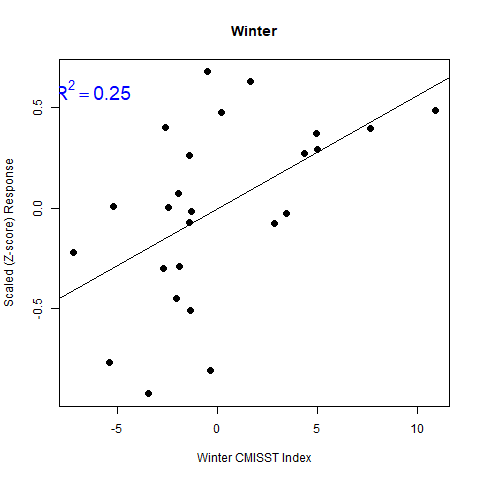 Winter
R² = 0.25
0.5
0.0
-0.5
Scaled (Z-score) Response
-5
0
5
10
Winter CMISST Index